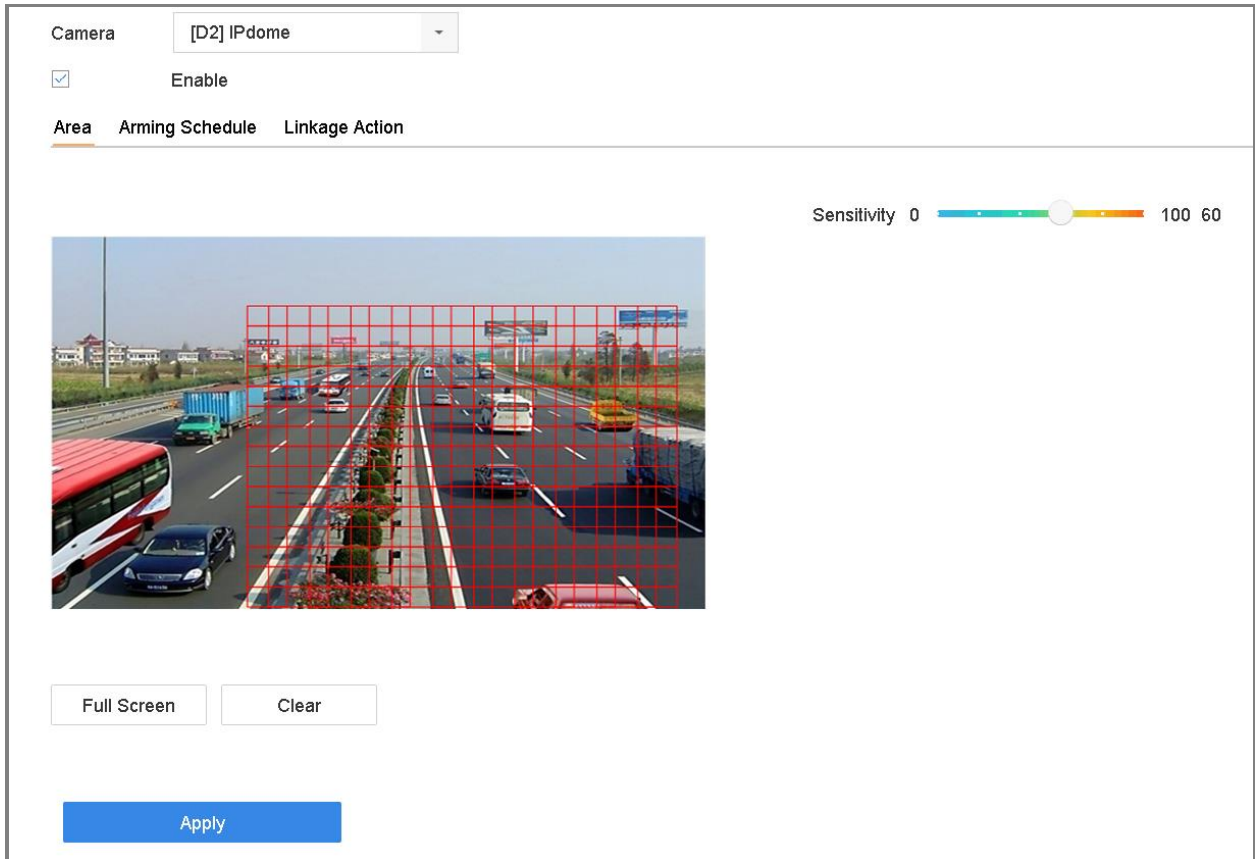 Camera [D2] IPdome
Enable
Area Arming Schedule Linkage Action
Sensitivity 0 100 60
Full Screen Clear
Apply